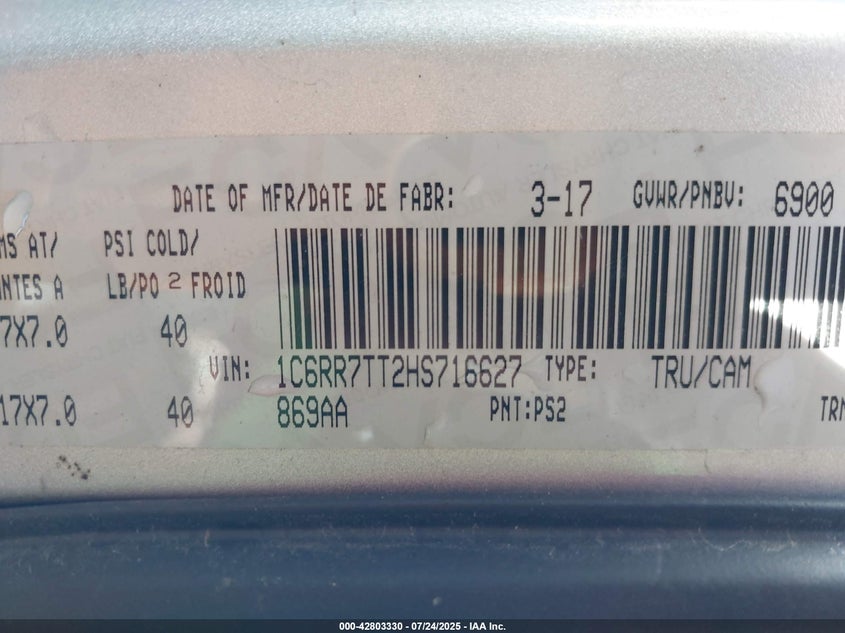 DATE OF MFR/DATE DE FABR: 3-17 GVWR/PNBV: 6900
MS AT/ PSI COLD/
NTES A LB/PO 2 FROID
7X7.0 40
VIN: 1C6RR7TT2HS716627 TYPE: TRU/CAM
17X7.0 40 869AA PNT:PS2 TRM
000-42803330 - 07/24/2025 - IAA Inc.